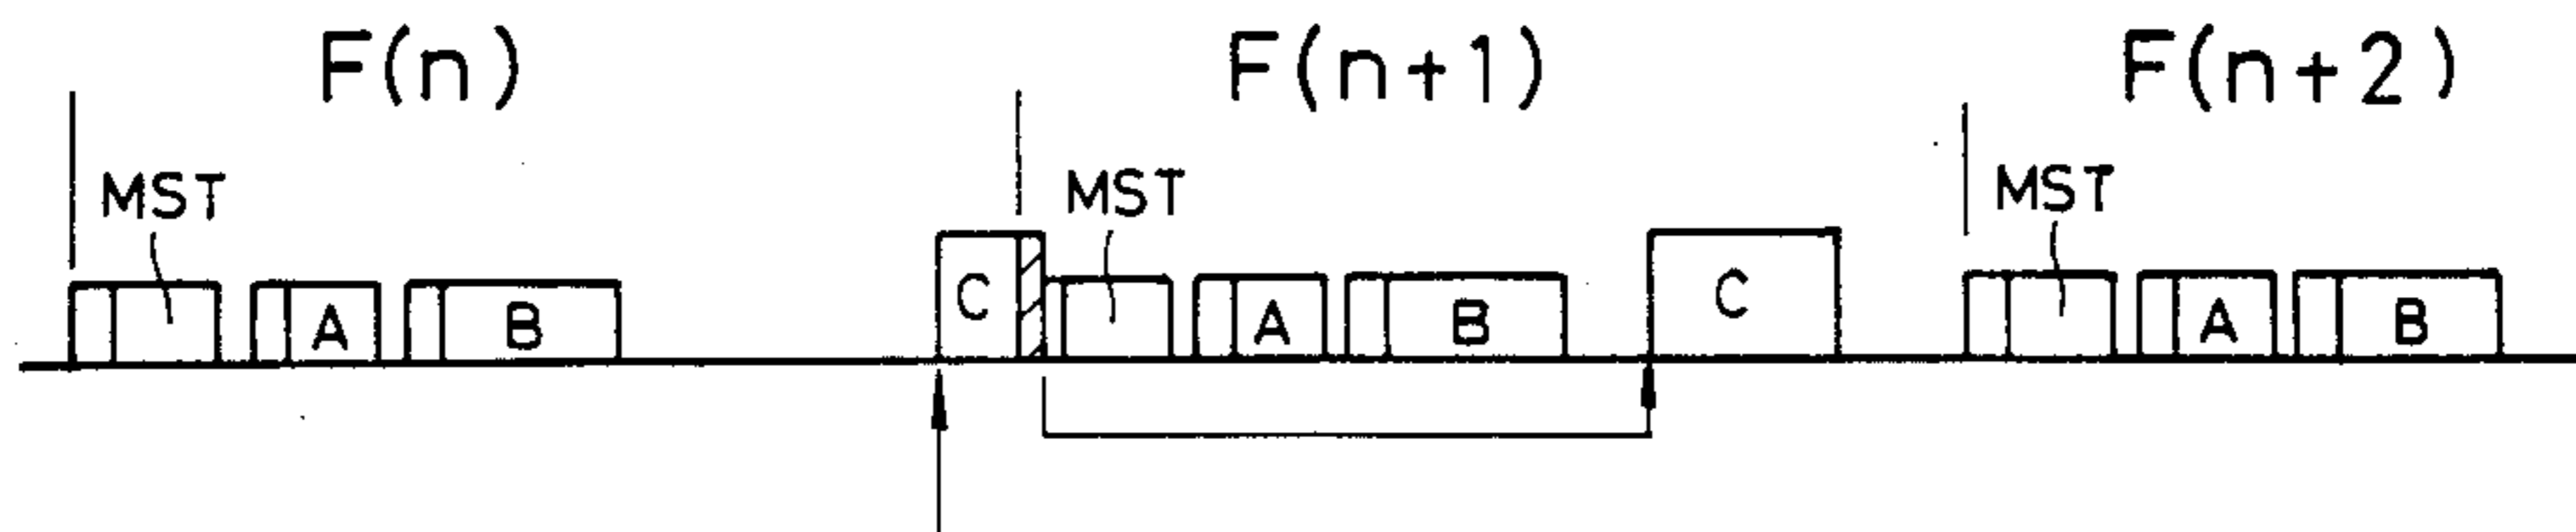 F(n) F(n+1) F(n+2)
MST MST MST
A B C A B C A B